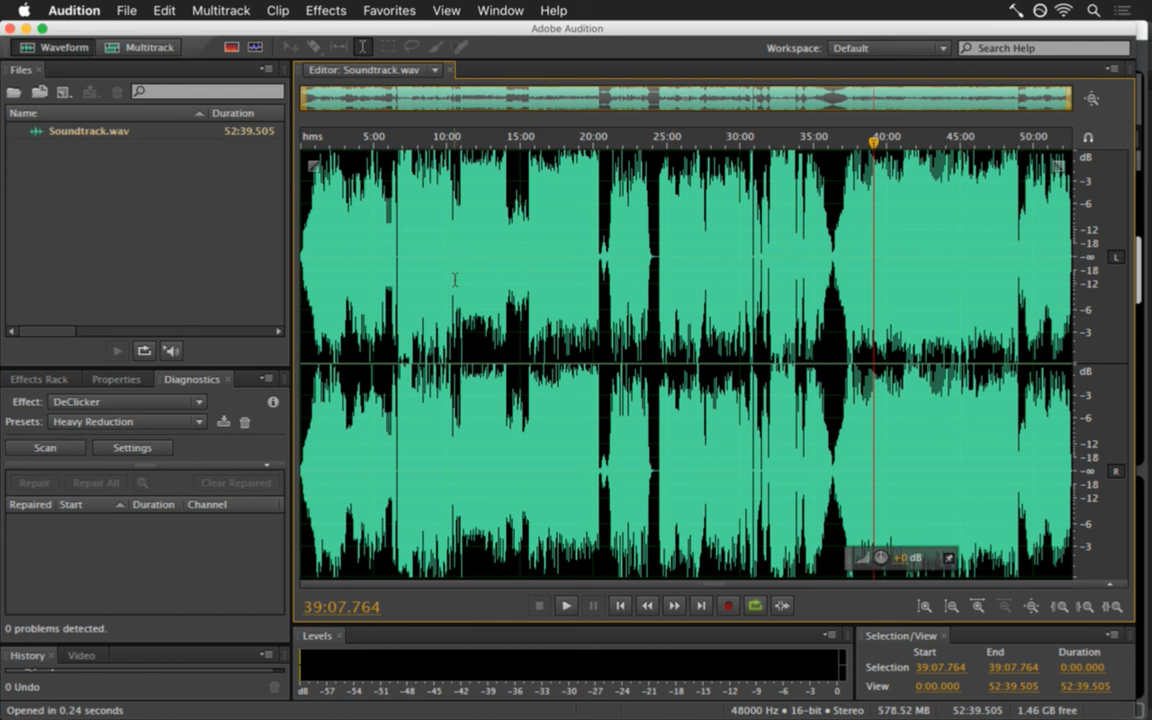 Audition File Edit Multitrack Clip Effects Favorites View Window Help
Adobe Audition
Waveform Multitrack Workspace: Default Search Help
Files × Editor: Soundtrack.wav ×
Name Duration
Soundtrack.wav 52:39.505
hms 5:00 10:00 15:00 20:00 25:00 30:00 35:00 40:00 45:00 50:00
dB
-3
-6
-12
-18
-∞ L
-18
-12
-6
-3
dB
-3
-6
-12
-18
-∞ R
-18
-12
-6
-3
+0 dB
Effects Rack Properties Diagnostics ×
Effect: DeClicker
Presets: Heavy Reduction
Scan Settings
Repair Repair All Clear Repaired
Repaired Start Duration Channel
0 problems detected.
39:07.764
History × Video
0 Undo
Levels ×
dB -57 -54 -51 -48 -45 -42 -39 -36 -33 -30 -27 -24 -21 -18 -15 -12 -9 -6 -3 0
Selection/View ×
Start End Duration
Selection 39:07.764 39:07.764 0:00.000
View 0:00.000 52:39.505 52:39.505
Opened in 0.24 seconds 48000 Hz • 16-bit • Stereo 578.52 MB 52:39.505 1.46 GB free